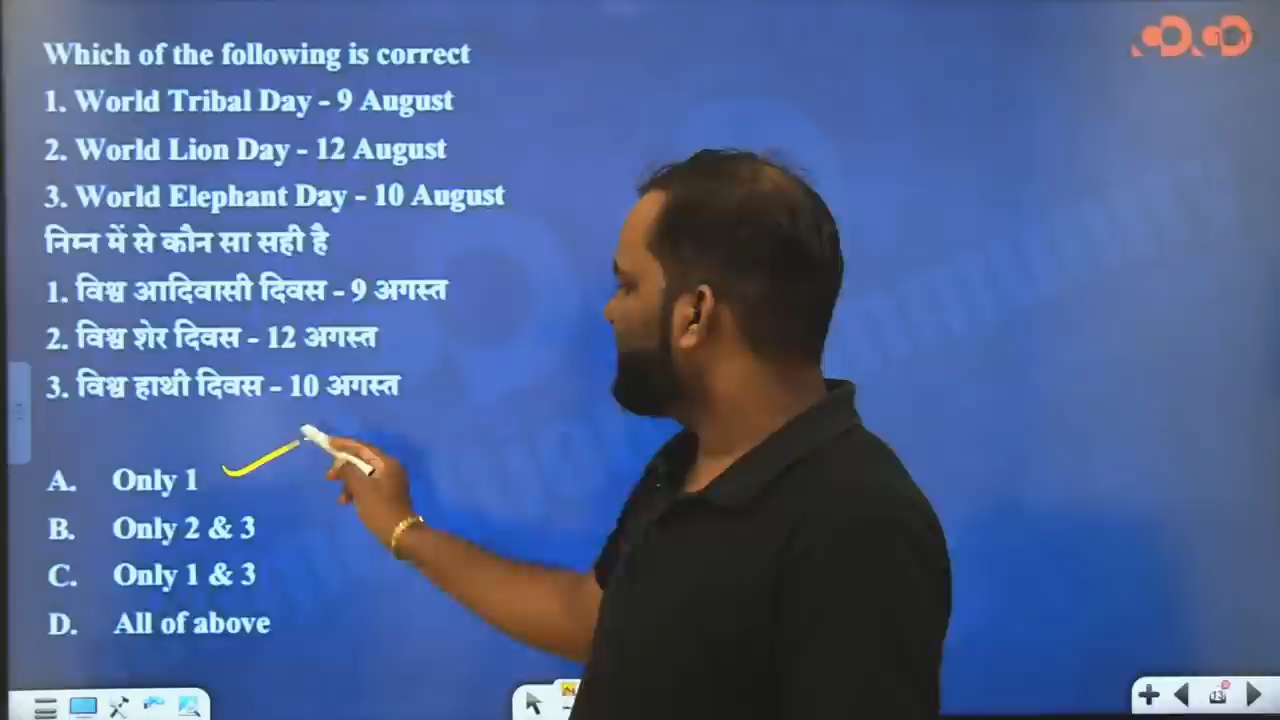 Which of the following is correct
1. World Tribal Day - 9 August
2. World Lion Day - 12 August
3. World Elephant Day - 10 August
निम्न में से कौन सा सही है
1. विश्व आदिवासी दिवस - 9 अगस्त
2. विश्व शेर दिवस - 12 अगस्त
3. विश्व हाथी दिवस - 10 अगस्त
A. Only 1
B. Only 2 & 3
C. Only 1 & 3
D. All of above
13